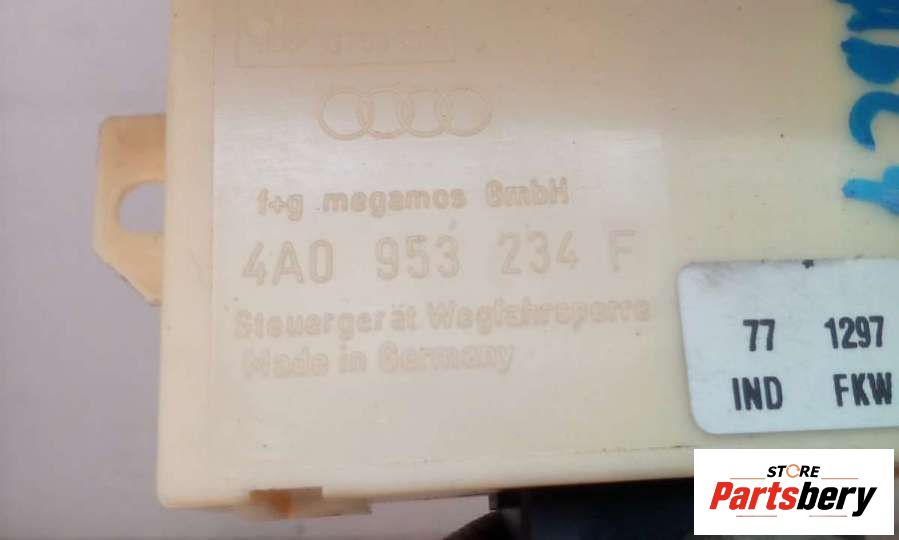 f+g megamos GmbH
4A0 953 234 F
Steuergerät Wegfahrsperre
Made in Germany
77 1297
IND FKW
STORE
Partsbery